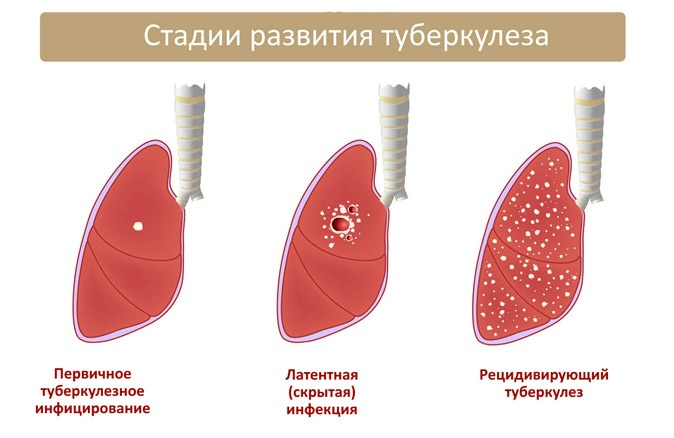 Стадии развития туберкулеза
Первичное
туберкулезное
инфицирование
Латентная
(скрытая)
инфекция
Рецидивирующий
туберкулез